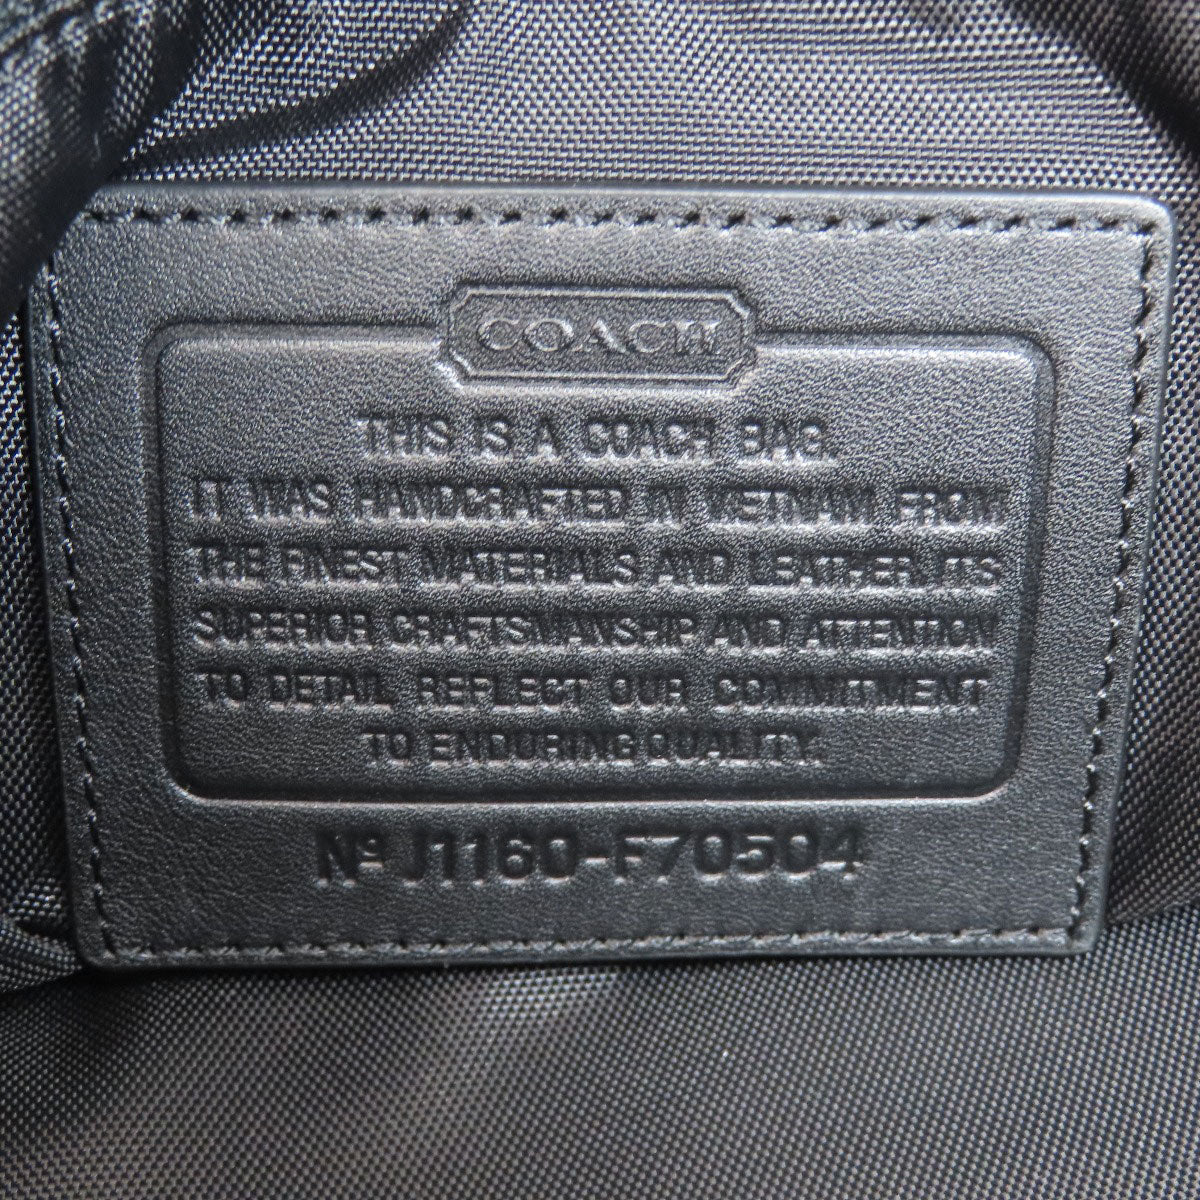 COACH
THIS IS A COACH BAG.
IT WAS HANDCRAFTED IN VIETNAM FROM
THE FINEST MATERIALS AND LEATHER. ITS
SUPERIOR CRAFTSMANSHIP AND ATTENTION
TO DETAIL REFLECT OUR COMMITMENT
TO ENDURING QUALITY.
Nº J1160-F70504